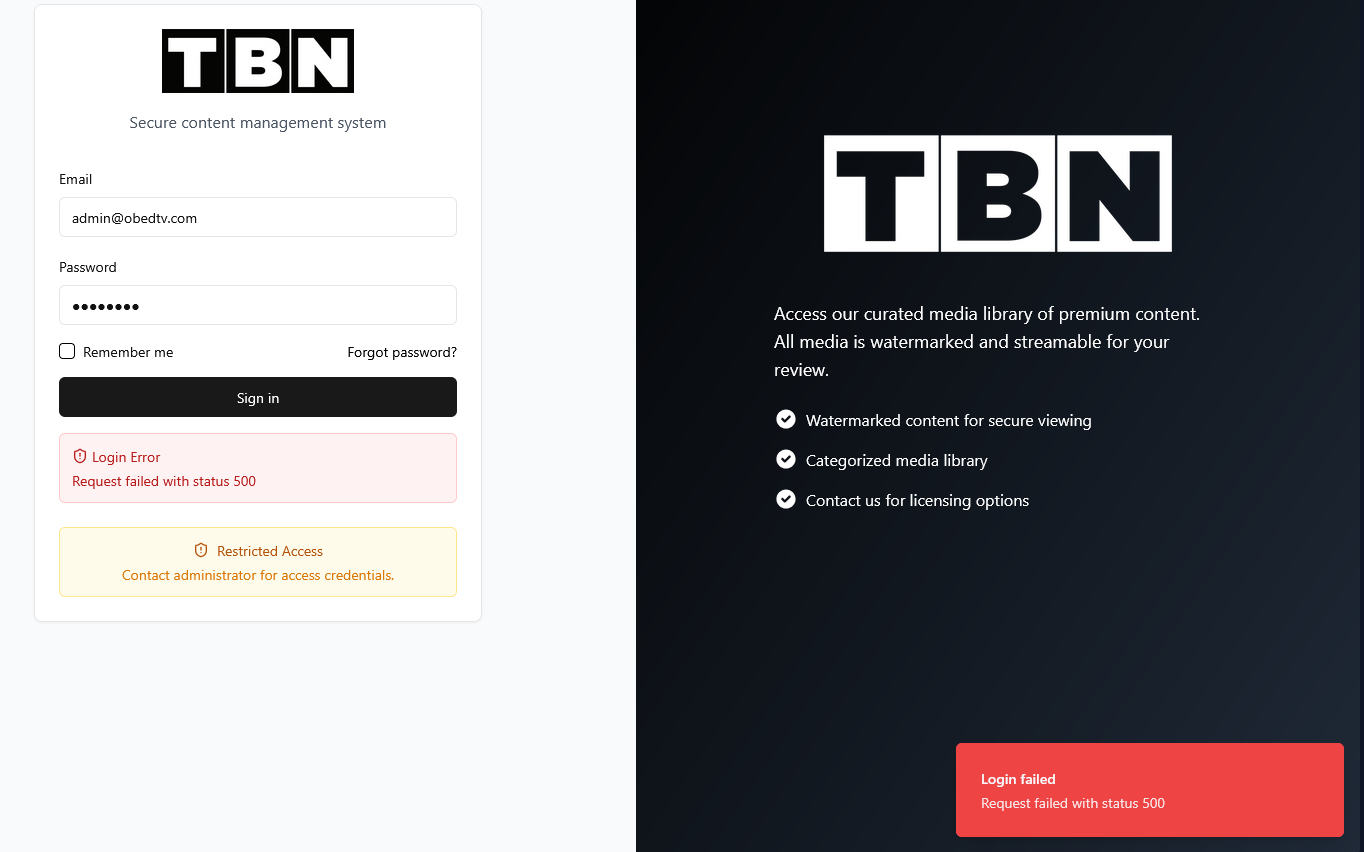 TBN
Secure content management system
Email
admin@obedtv.com
Password
••••••••
Remember me
Forgot password?
Sign in
Login Error
Request failed with status 500
Restricted Access
Contact administrator for access credentials.
TBN
Access our curated media library of premium content.
All media is watermarked and streamable for your
review.
Watermarked content for secure viewing
Categorized media library
Contact us for licensing options
Login failed
Request failed with status 500